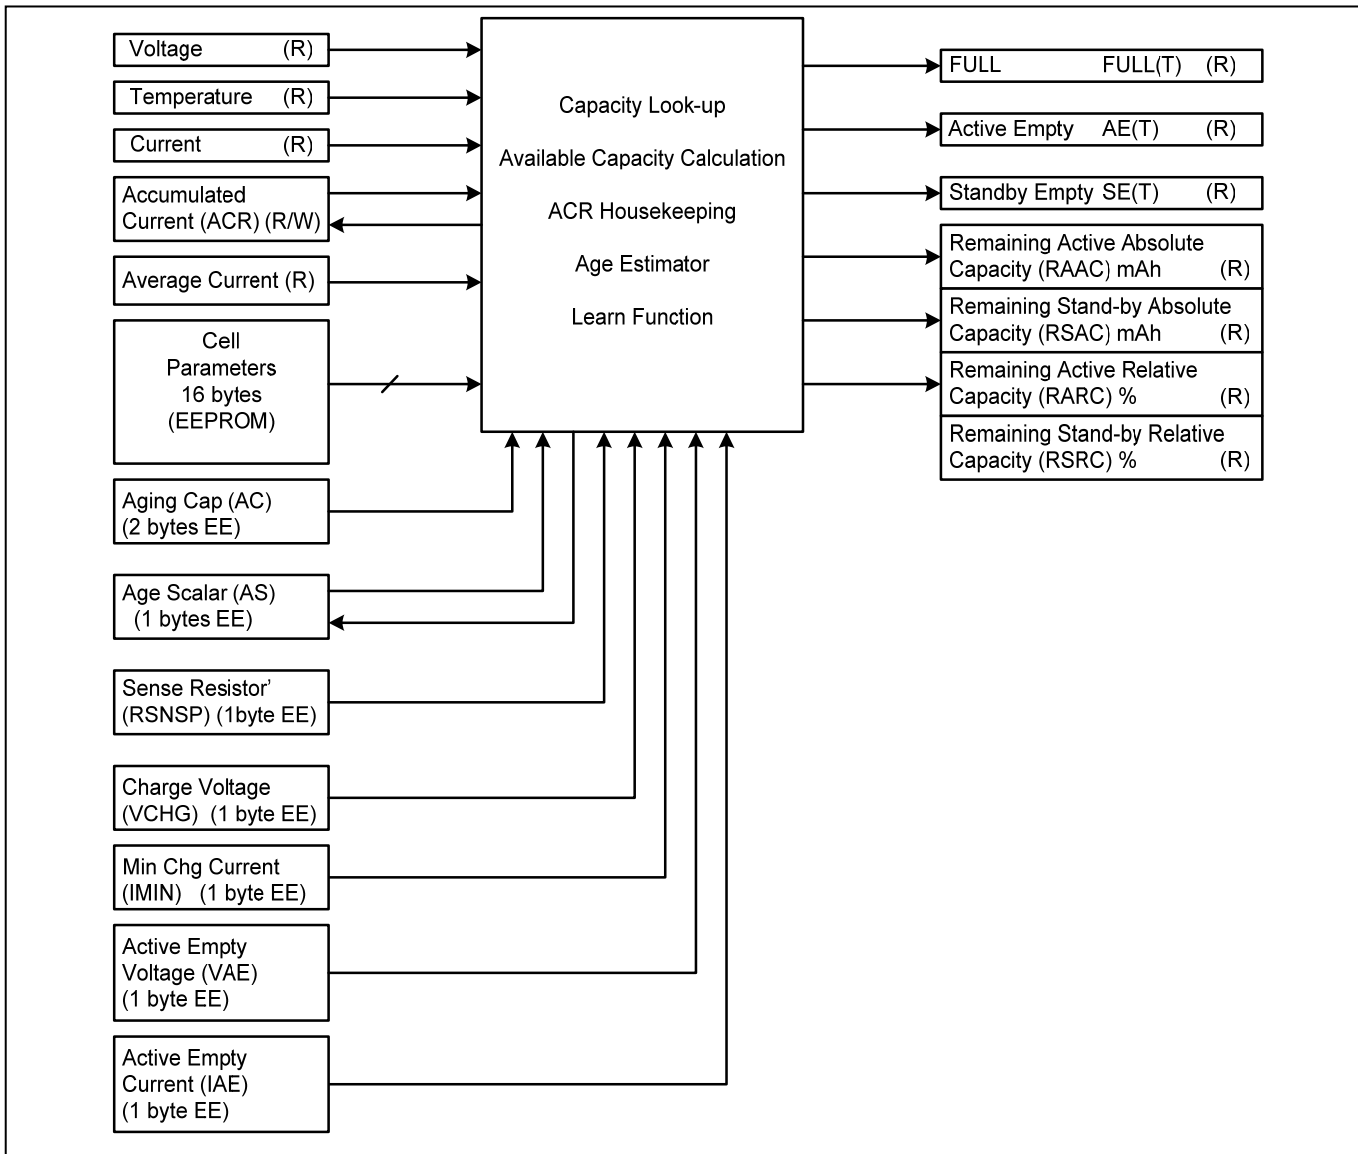 Voltage (R)
Temperature (R)
Current (R)
Accumulated
Current (ACR) (R/W)
Average Current (R)
Cell
Parameters
16 bytes
(EEPROM)
Aging Cap (AC)
(2 bytes EE)
Age Scalar (AS)
(1 bytes EE)
Sense Resistor'
(RSNSP) (1byte EE)
Charge Voltage
(VCHG) (1 byte EE)
Min Chg Current
(IMIN) (1 byte EE)
Active Empty
Voltage (VAE)
(1 byte EE)
Active Empty
Current (IAE)
(1 byte EE)
Capacity Look-up
Available Capacity Calculation
ACR Housekeeping
Age Estimator
Learn Function
FULL FULL(T) (R)
Active Empty AE(T) (R)
Standby Empty SE(T) (R)
Remaining Active Absolute
Capacity (RAAC) mAh (R)
Remaining Stand-by Absolute
Capacity (RSAC) mAh (R)
Remaining Active Relative
Capacity (RARC) % (R)
Remaining Stand-by Relative
Capacity (RSRC) % (R)